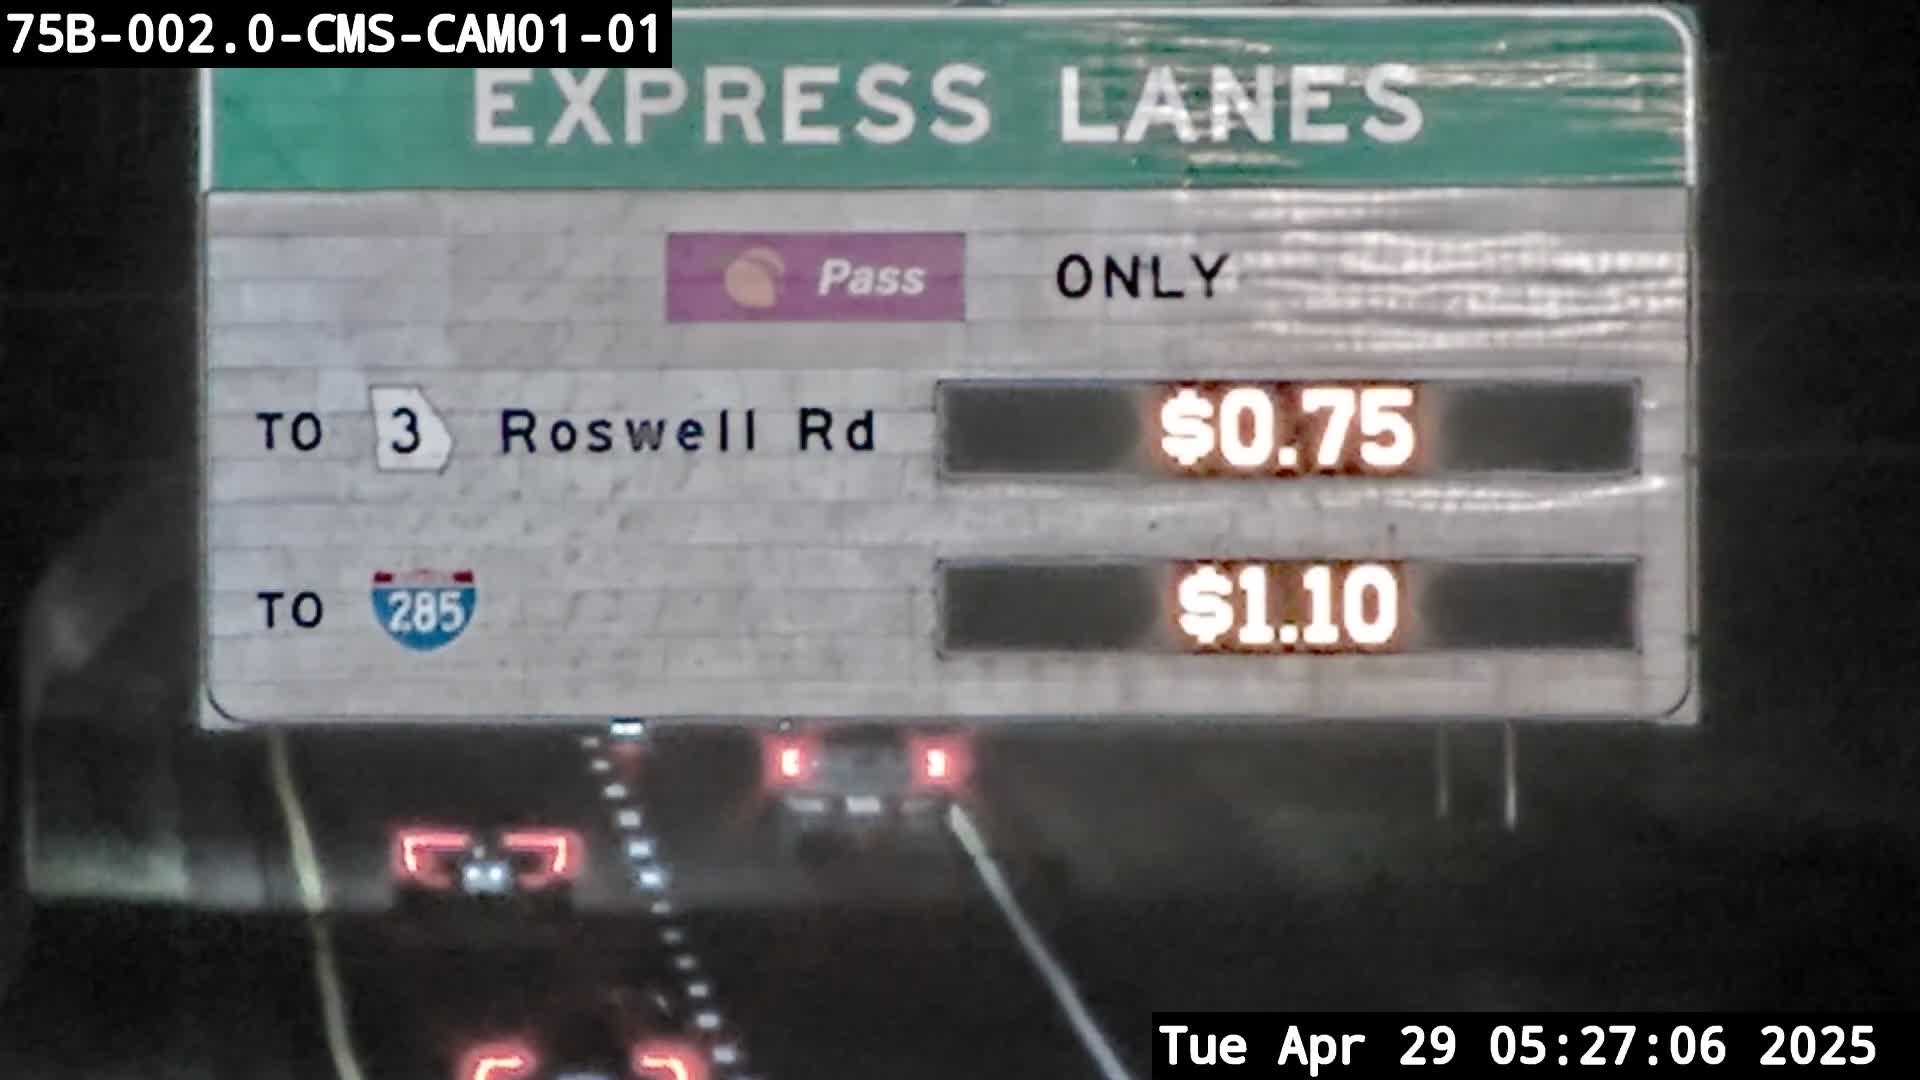 75B-002.0-CMS-CAM01-01
EXPRESS LANES
Pass ONLY
TO 3 Roswell Rd $0.75
TO 285 $1.10
Tue Apr 29 05:27:06 2025